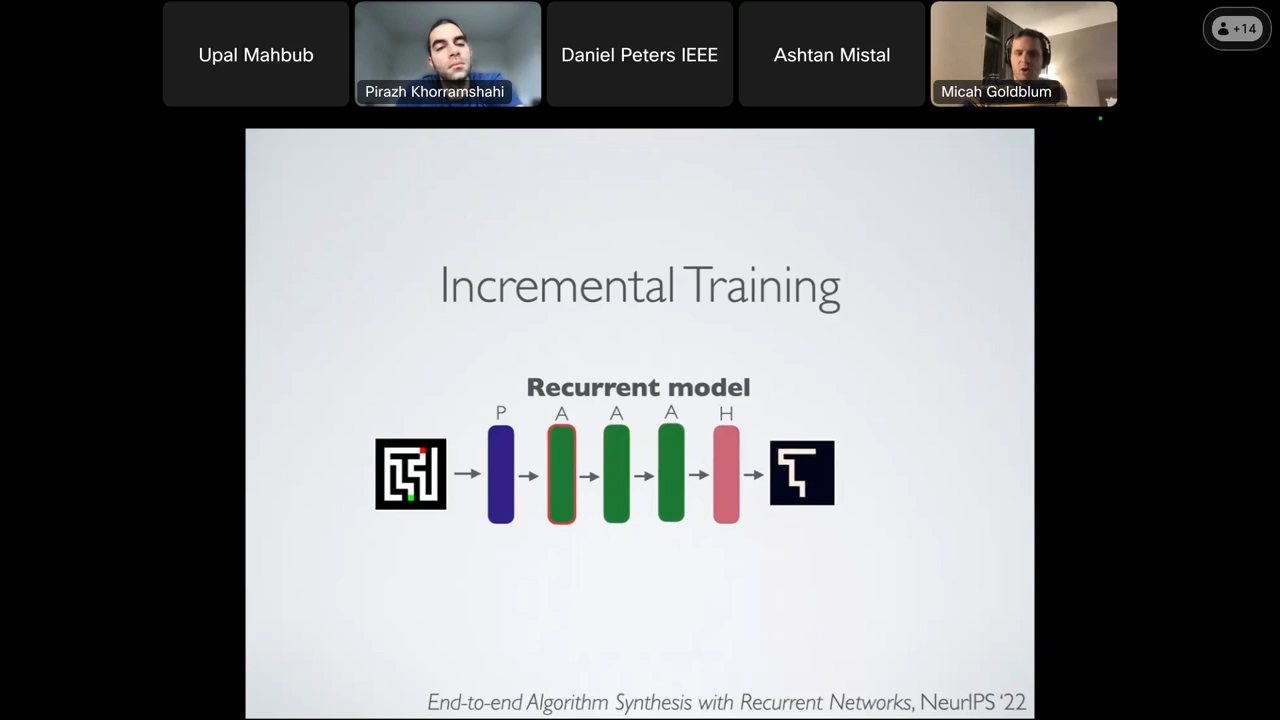 Upal Mahbub
Pirazh Khorramshahi
Daniel Peters IEEE
Ashtan Mistal
Micah Goldblum
+14
Incremental Training
Recurrent model
P A A A H
End-to-end Algorithm Synthesis with Recurrent Networks, NeurIPS ‘22